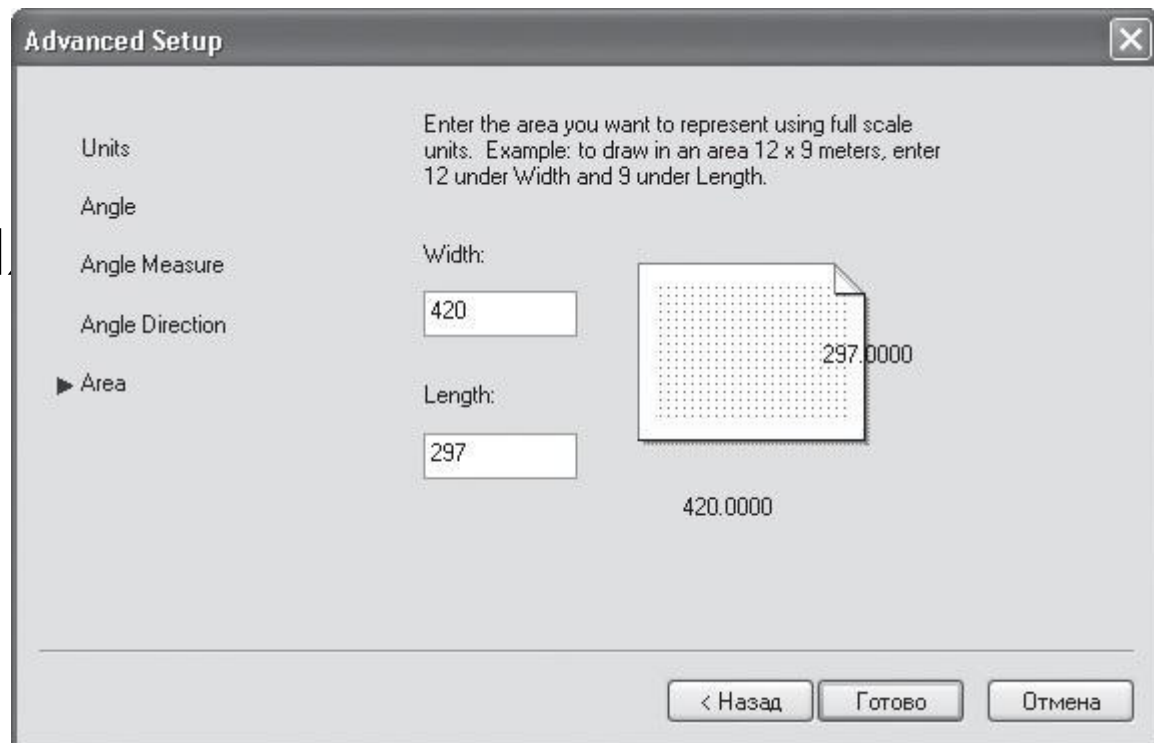 Advanced Setup
Units
Angle
Angle Measure
Angle Direction
Area
Enter the area you want to represent using full scale
units. Example: to draw in an area 12 x 9 meters, enter
12 under Width and 9 under Length.
Width:
420
Length:
297
297.0000
420.0000
< Назад
Готово
Отмена